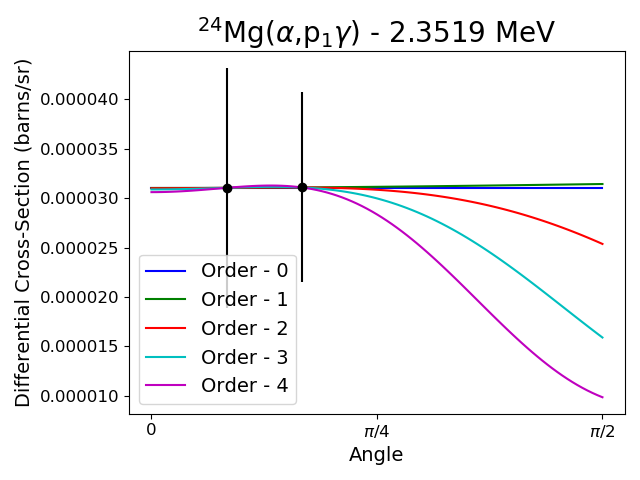 ²⁴Mg(α,p₁γ) - 2.3519 MeV
Differential Cross-Section (barns/sr)
0.000040
0.000035
0.000030
0.000025
0.000020
0.000015
0.000010
Order - 0
Order - 1
Order - 2
Order - 3
Order - 4
0 π/4 π/2
Angle